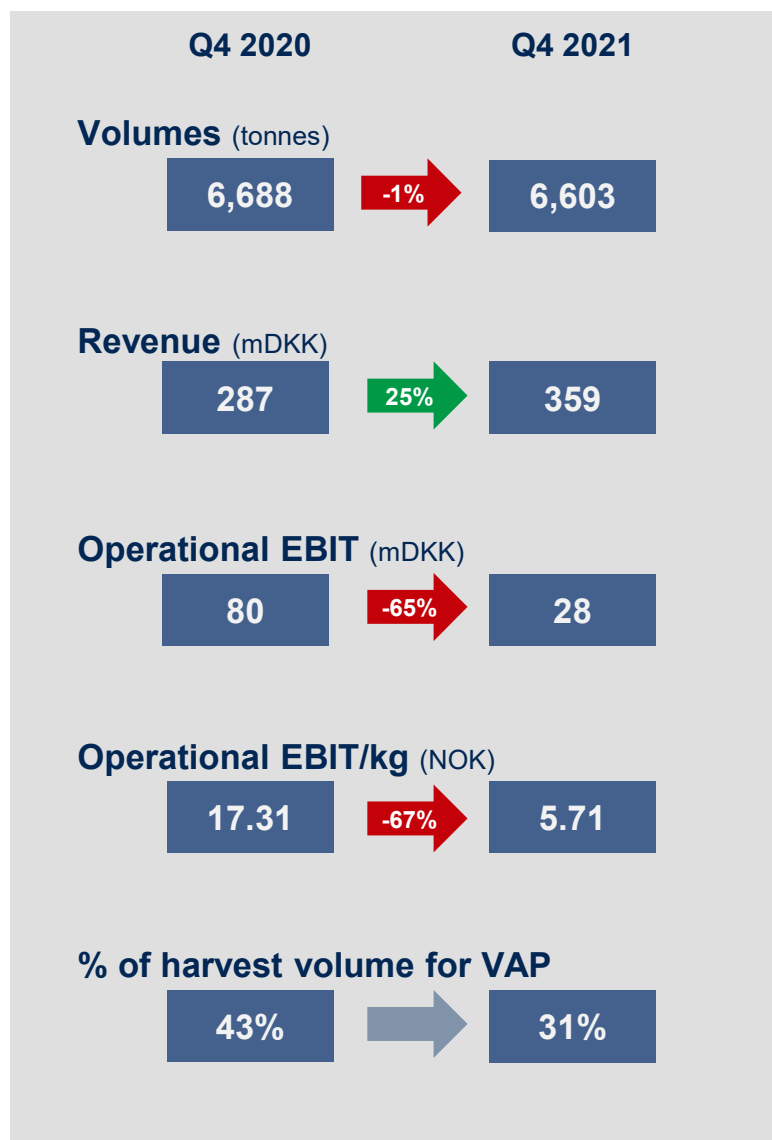 Q4 2020 Q4 2021
Volumes (tonnes)
6,688 -1% 6,603
Revenue (mDKK)
287 25% 359
Operational EBIT (mDKK)
80 -65% 28
Operational EBIT/kg (NOK)
17.31 -67% 5.71
% of harvest volume for VAP
43% 31%